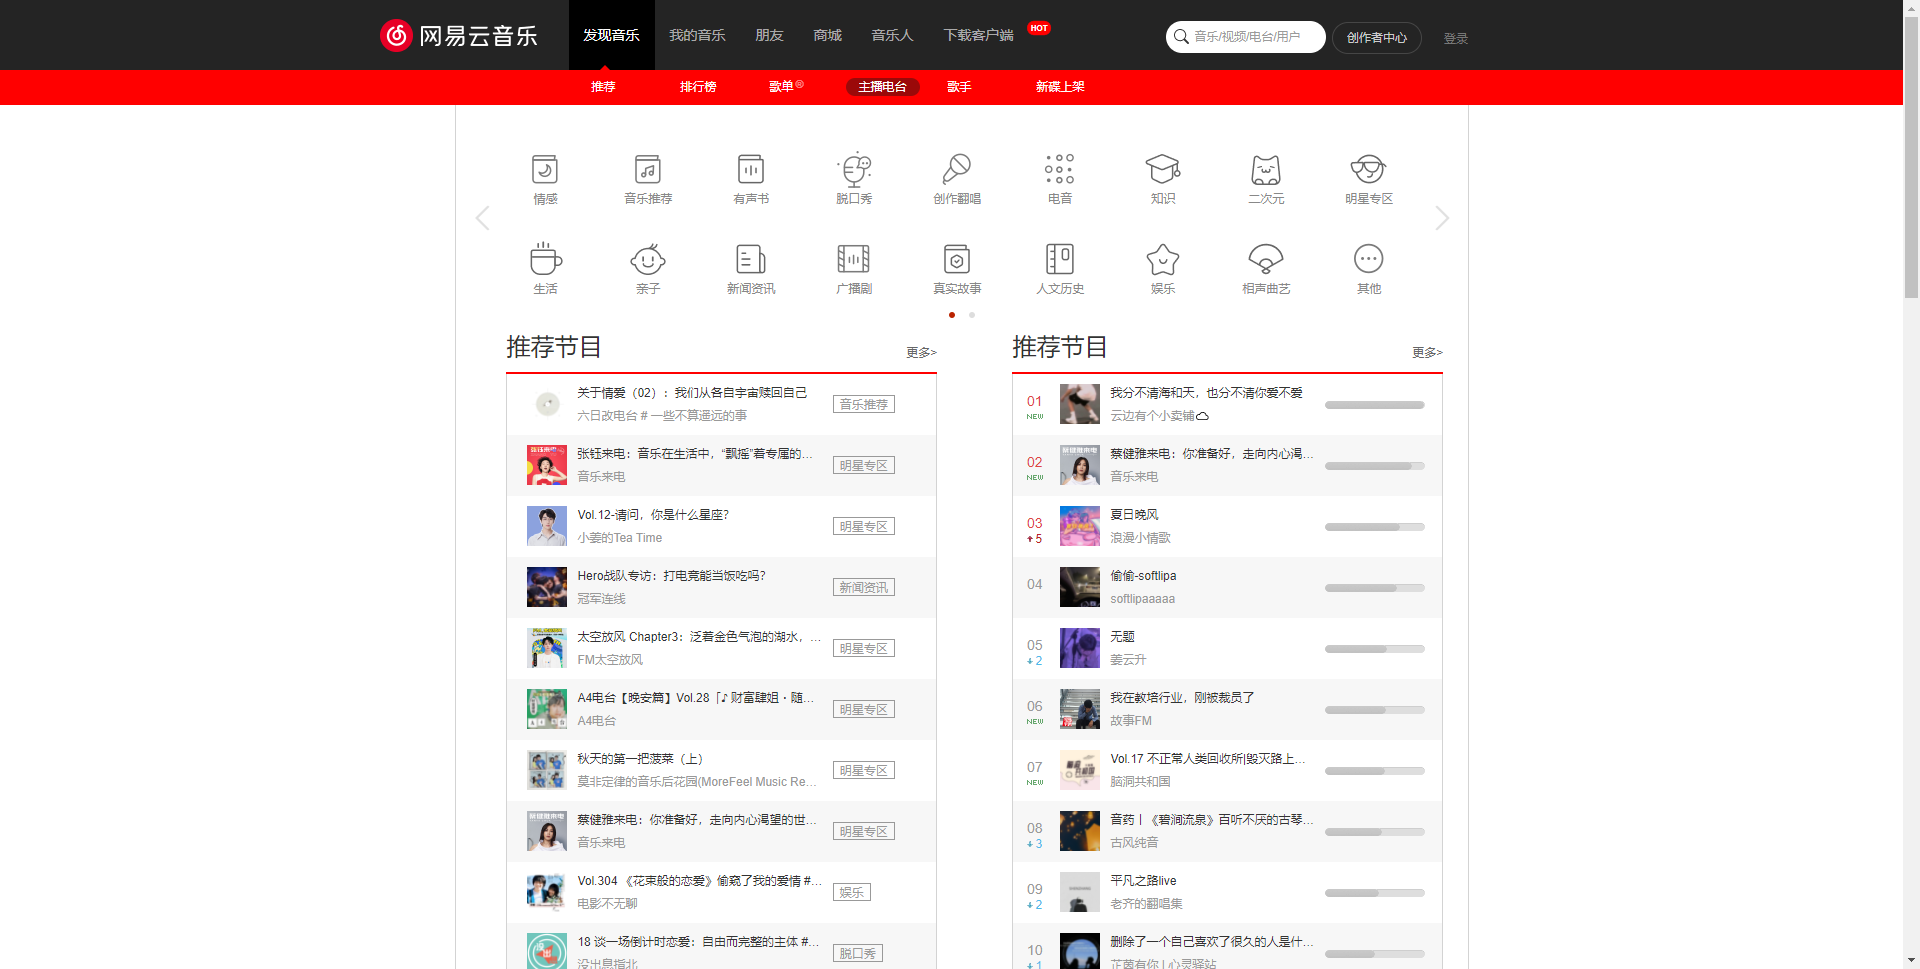 网易云音乐
发现音乐
我的音乐
朋友
商城
音乐人
下载客户端
HOT
音乐/视频/电台/用户
创作者中心
登录
推荐
排行榜
歌单®
主播电台
歌手
新碟上架
情感
音乐推荐
有声书
脱口秀
创作翻唱
电音
知识
二次元
明星专区
生活
亲子
新闻资讯
广播剧
真实故事
人文历史
娱乐
相声曲艺
其他
推荐节目
更多>
关于情爱（02）：我们从各自宇宙赎回自己
六日改电台 # 一些不算遥远的事
音乐推荐
张钰来电：音乐在生活中，“飘摇”着专属的…
音乐来电
明星专区
Vol.12-请问，你是什么星座？
小姜的Tea Time
明星专区
Hero战队专访：打电竞能当饭吃吗？
冠军连线
新闻资讯
太空放风 Chapter3：泛着金色气泡的湖水，…
FM太空放风
明星专区
A4电台【晚安篇】Vol.28「♪ 财富肆姐・随…
A4电台
明星专区
秋天的第一把菠菜（上）
莫非定律的音乐后花园(MoreFeel Music Re…
明星专区
蔡健雅来电：你准备好，走向内心渴望的世…
音乐来电
明星专区
Vol.304 《花束般的恋爱》偷窥了我的爱情 #…
电影不无聊
娱乐
18 谈一场倒计时恋爱：自由而完整的主体 #…
没出息指北
脱口秀
推荐节目
更多>
01
NEW
我分不清海和天，也分不清你爱不爱
云边有个小卖铺
02
NEW
蔡健雅来电：你准备好，走向内心渴…
音乐来电
03
5
夏日晚风
浪漫小情歌
04
偷偷-softlipa
softlipaaaaa
05
2
无题
姜云升
06
NEW
我在教培行业，刚被裁员了
故事FM
07
NEW
Vol.17 不正常人类回收所|毁灭路上…
脑洞共和国
08
3
音药丨《碧涧流泉》百听不厌的古琴…
古风纯音
09
2
平凡之路live
老齐的翻唱集
10
1
删除了一个自己喜欢了很久的人是什…
芷茵有你 | 心灵驿站